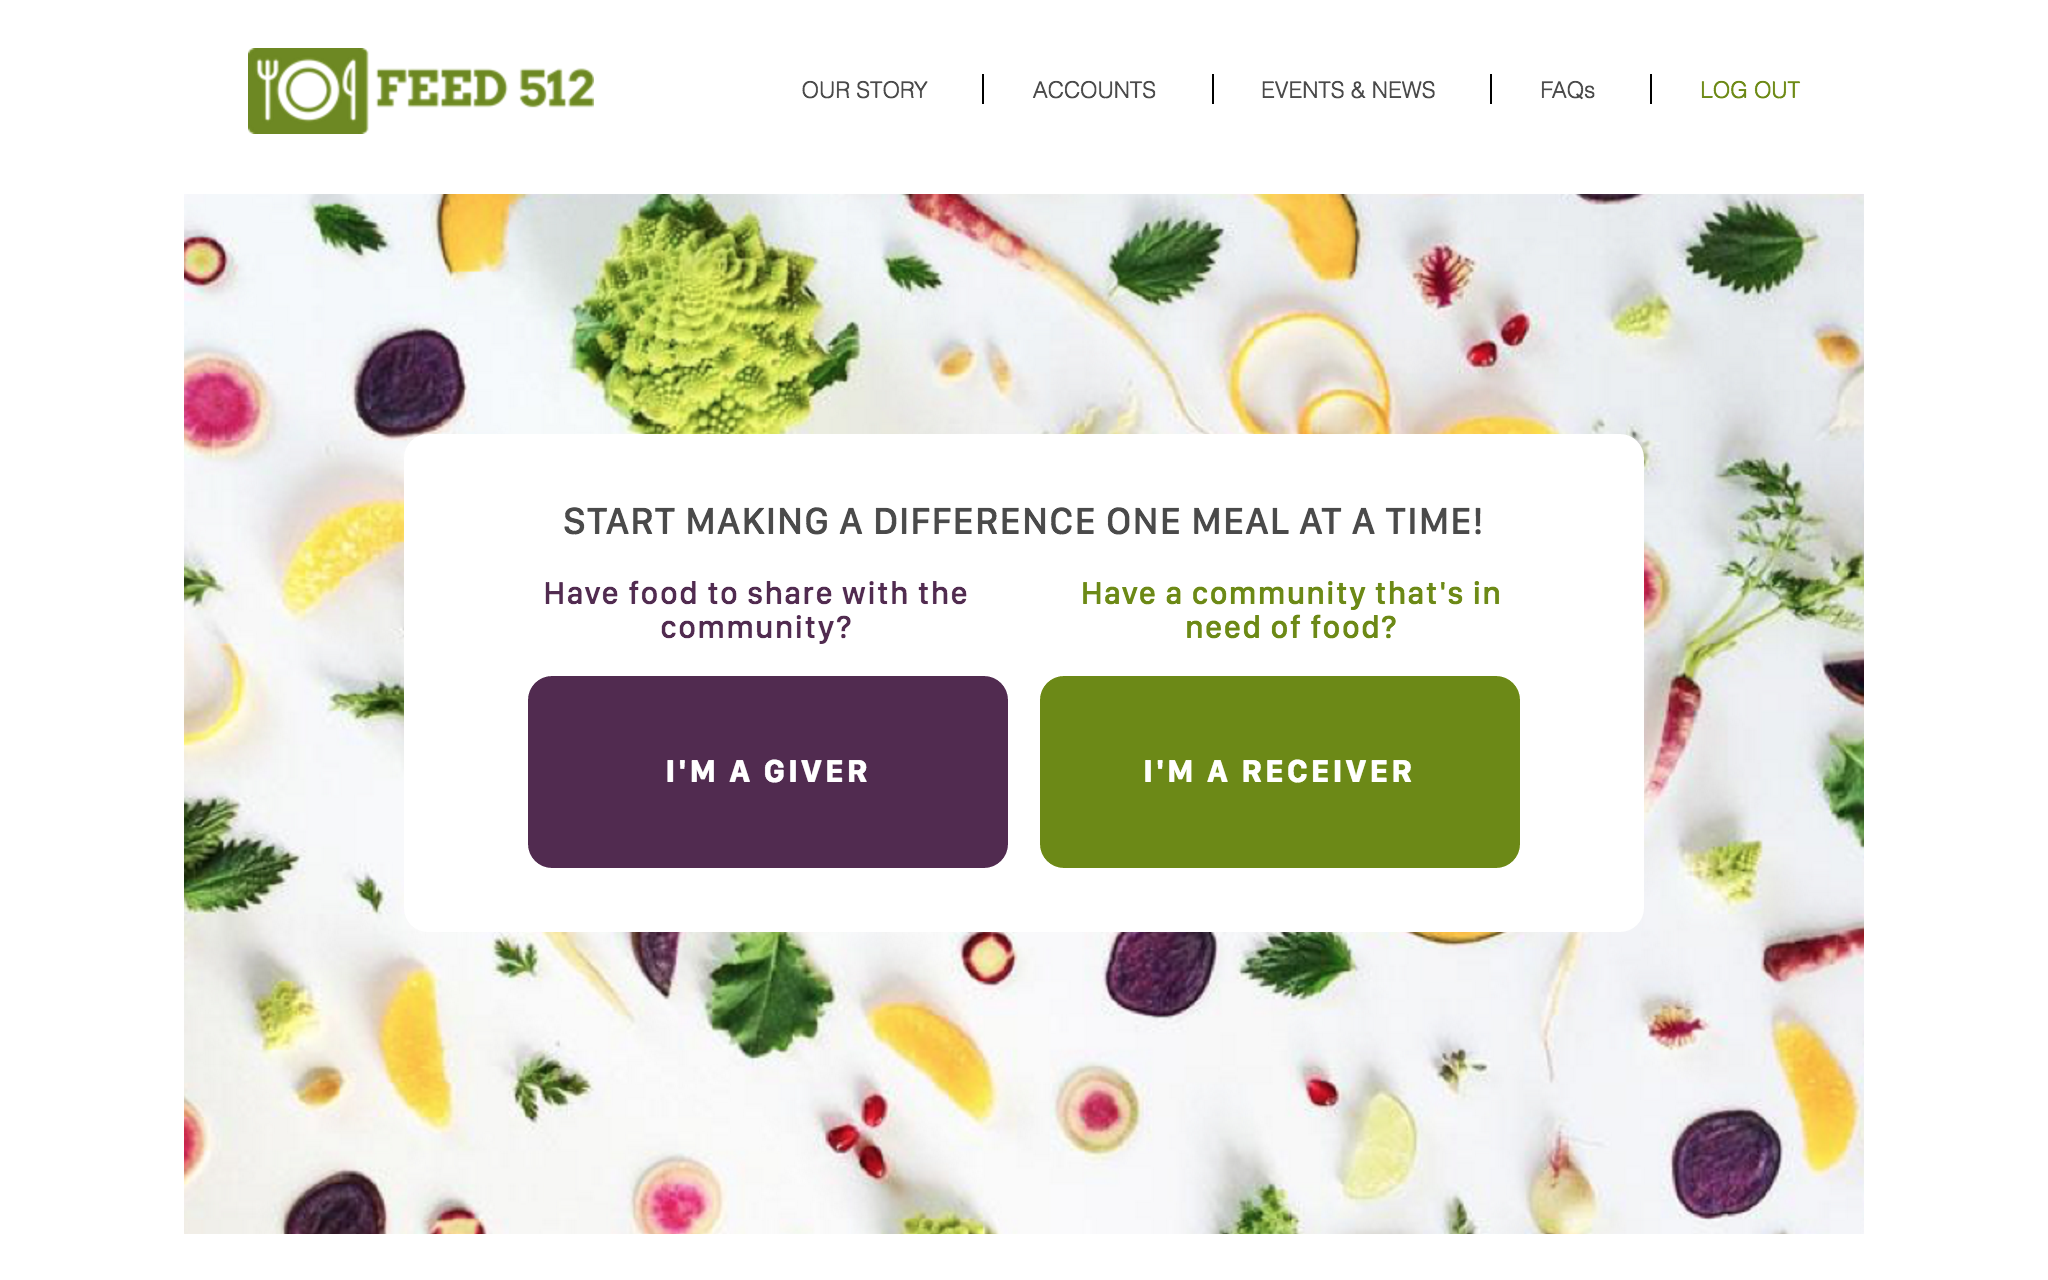 FEED 512
OUR STORY
ACCOUNTS
EVENTS & NEWS
FAQs
LOG OUT
START MAKING A DIFFERENCE ONE MEAL AT A TIME!
Have food to share with the
community?
Have a community that's in
need of food?
I'M A GIVER
I'M A RECEIVER